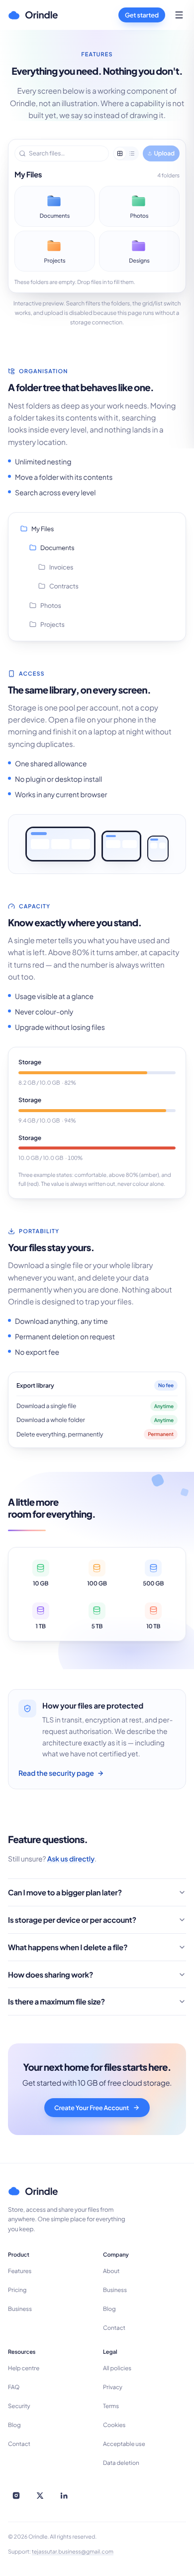 Orindle
Get started
FEATURES
Everything you need. Nothing you don't.
Every screen below is a working component of
Orindle, not an illustration. Where a capability is not
built yet, we say so instead of drawing it.
Search files...
Upload
My Files
4 folders
Documents
Photos
Projects
Designs
These folders are empty. Drop files in to fill them.
Interactive preview. Search filters the folders, the grid/list switch
works, and upload is disabled because this page runs without a
storage connection.
ORGANISATION
A folder tree that behaves like one.
Nest folders as deep as your work needs. Moving
a folder takes its contents with it, searching
looks inside every level, and nothing lands in a
mystery location.
Unlimited nesting
Move a folder with its contents
Search across every level
My Files
Documents
Invoices
Contracts
Photos
Projects
ACCESS
The same library, on every screen.
Storage is one pool per account, not a copy
per device. Open a file on your phone in the
morning and finish it on a laptop at night without
syncing duplicates.
One shared allowance
No plugin or desktop install
Works in any current browser
CAPACITY
Know exactly where you stand.
A single meter tells you what you have used and
what is left. Above 80% it turns amber, at capacity
it turns red — and the number is always written
out too.
Usage visible at a glance
Never colour-only
Upgrade without losing files
Storage
8.2 GB / 10.0 GB · 82%
Storage
9.4 GB / 10.0 GB · 94%
Storage
10.0 GB / 10.0 GB · 100%
Three example states: comfortable, above 80% (amber), and
full (red). The value is always written out, never colour alone.
PORTABILITY
Your files stay yours.
Download a single file or your whole library
whenever you want, and delete your data
permanently when you are done. Nothing about
Orindle is designed to trap your files.
Download anything, any time
Permanent deletion on request
No export fee
Export library
No fee
Download a single file
Anytime
Download a whole folder
Anytime
Delete everything, permanently
Permanent
A little more
room for everything.
10 GB
100 GB
500 GB
1 TB
5 TB
10 TB
How your files are protected
TLS in transit, encryption at rest, and per-
request authorisation. We describe the
architecture exactly as it is — including
what we have not certified yet.
Read the security page
Feature questions.
Still unsure? Ask us directly.
Can I move to a bigger plan later?
Is storage per device or per account?
What happens when I delete a file?
How does sharing work?
Is there a maximum file size?
Your next home for files starts here.
Get started with 10 GB of free cloud storage.
Create Your Free Account
Orindle
Store, access and share your files from
anywhere. One simple place for everything
you keep.
Product
Company
Features
About
Pricing
Business
Business
Blog
Contact
Resources
Legal
Help centre
All policies
FAQ
Privacy
Security
Terms
Blog
Cookies
Contact
Acceptable use
Data deletion
© 2026 Orindle. All rights reserved.
Support: tejassutar.business@gmail.com